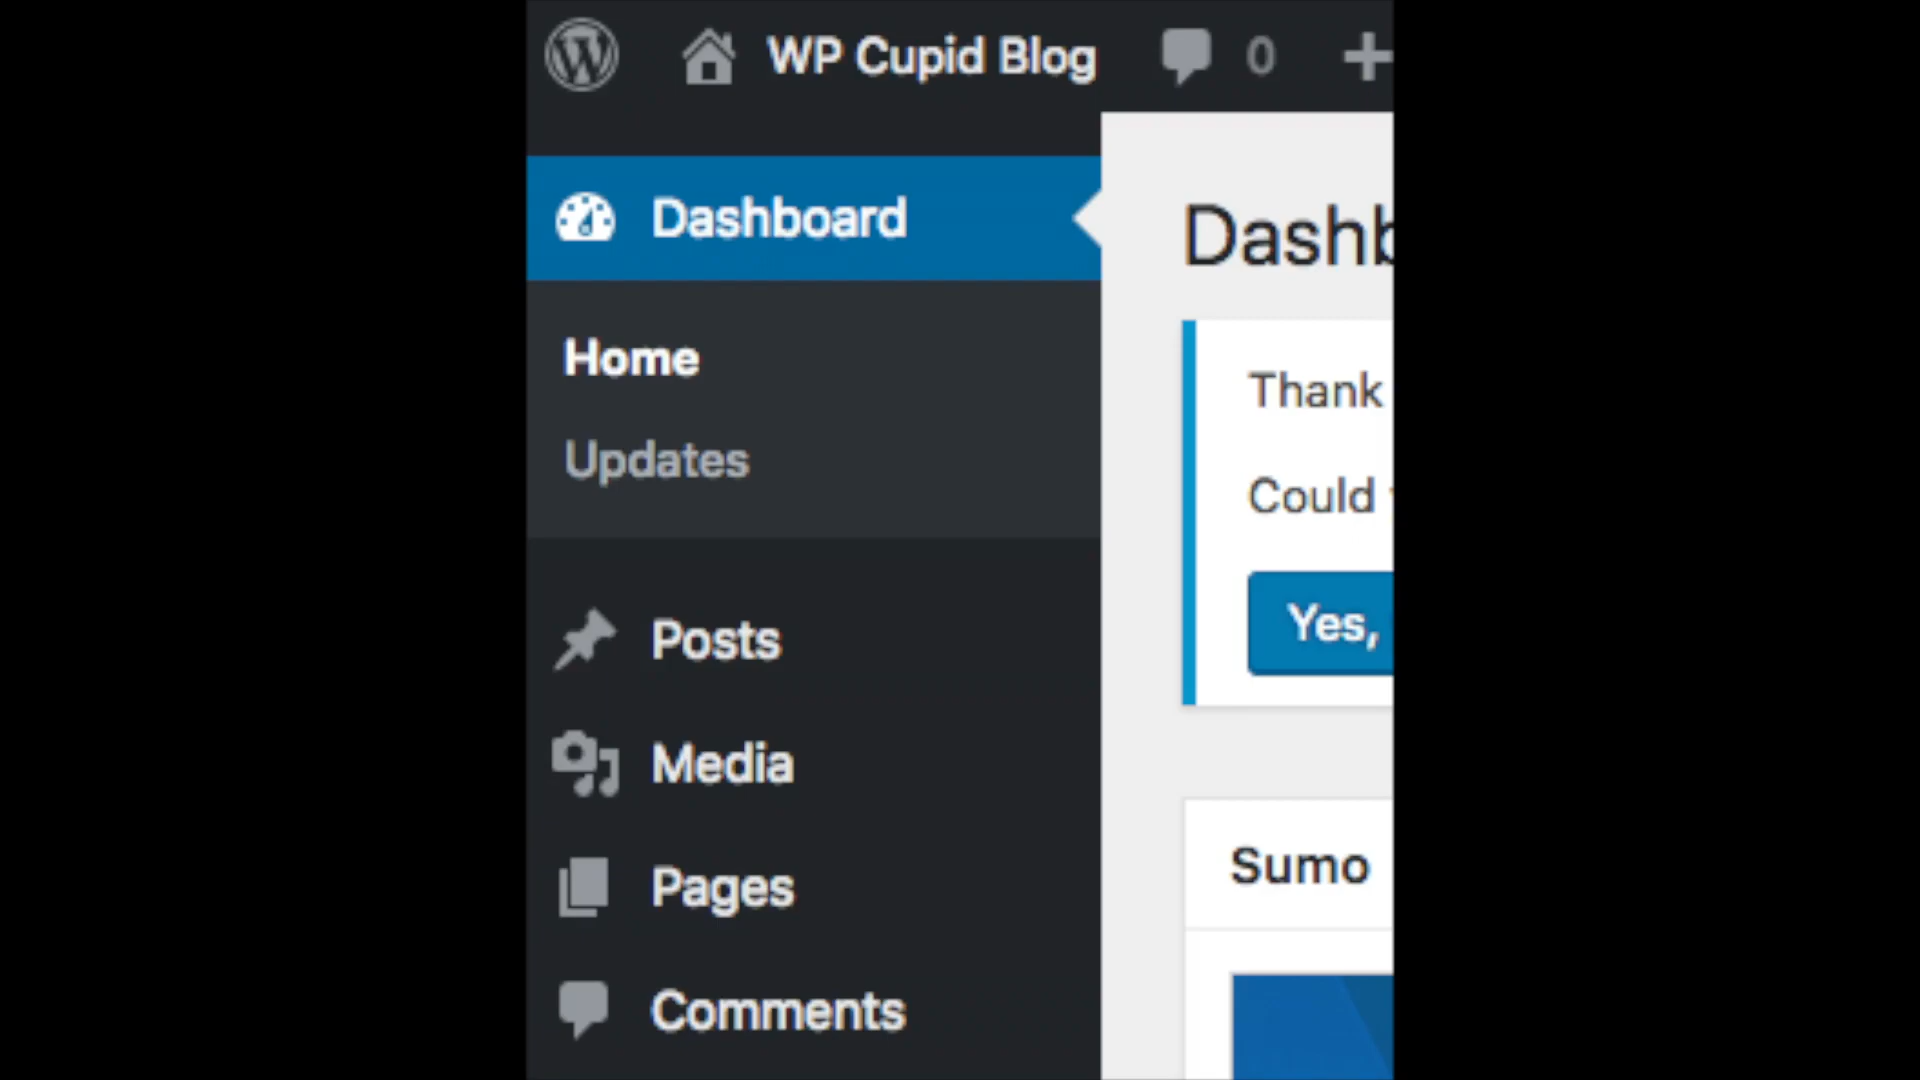 WP Cupid Blog 0
Dashboard
Home
Updates
Posts
Media
Pages
Comments
Dashb
Thank
Could
Yes,
Sumo